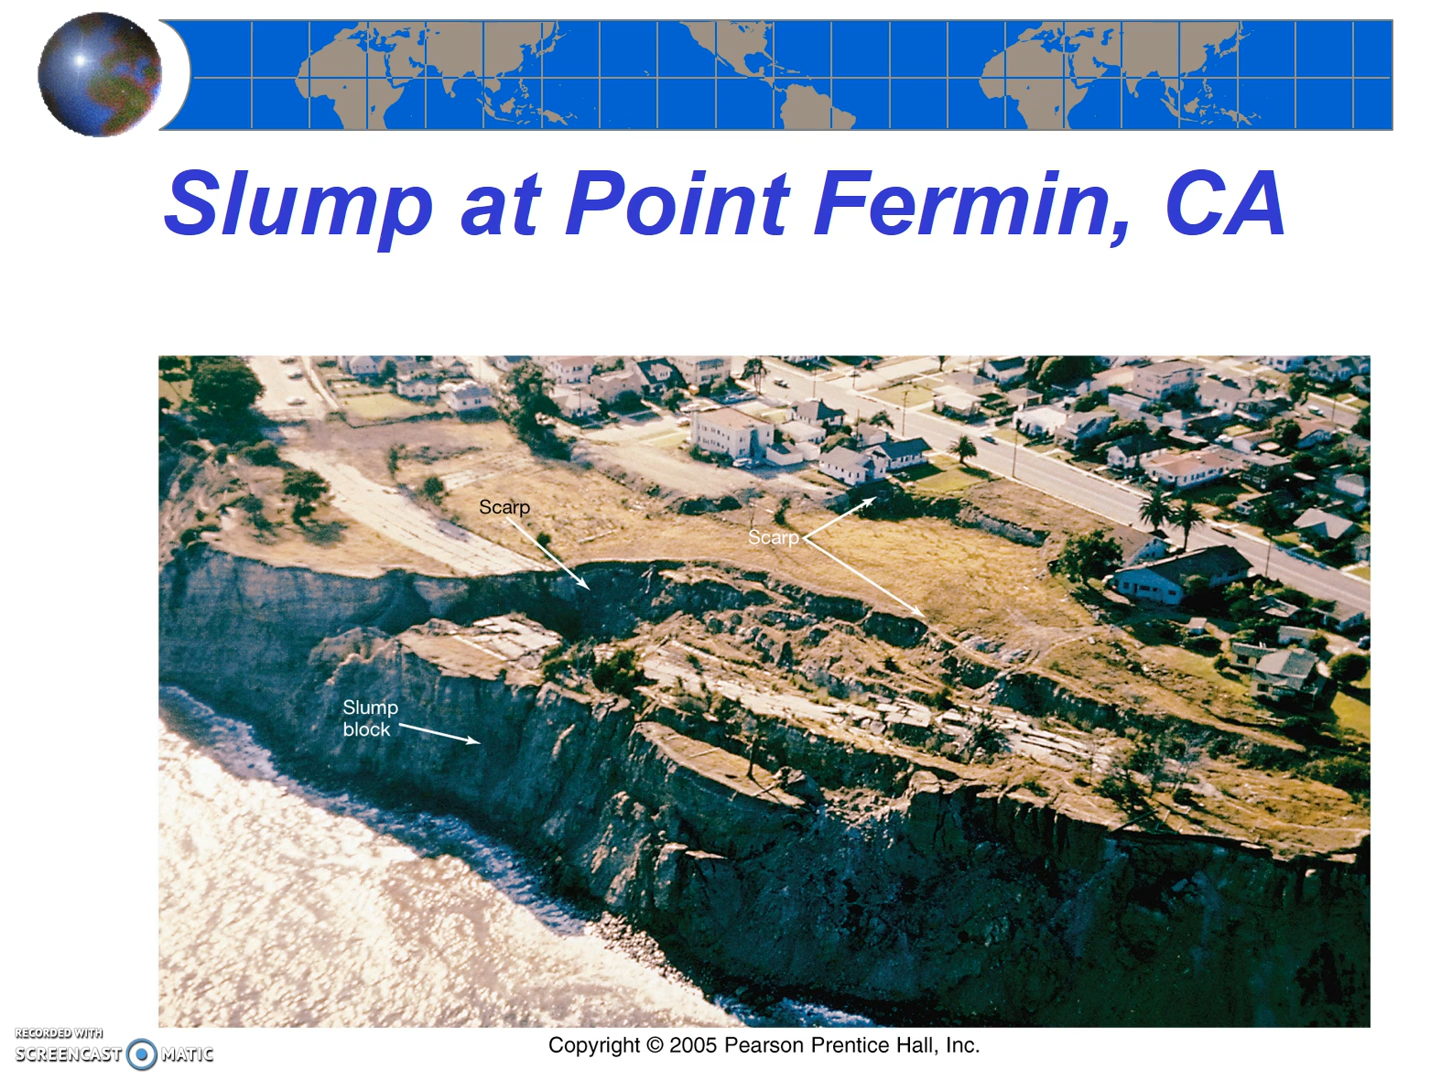 Slump at Point Fermin, CA
Scarp
Scarp
Slump
block
RECORDED WITH
SCREENCAST MATIC
Copyright © 2005 Pearson Prentice Hall, Inc.